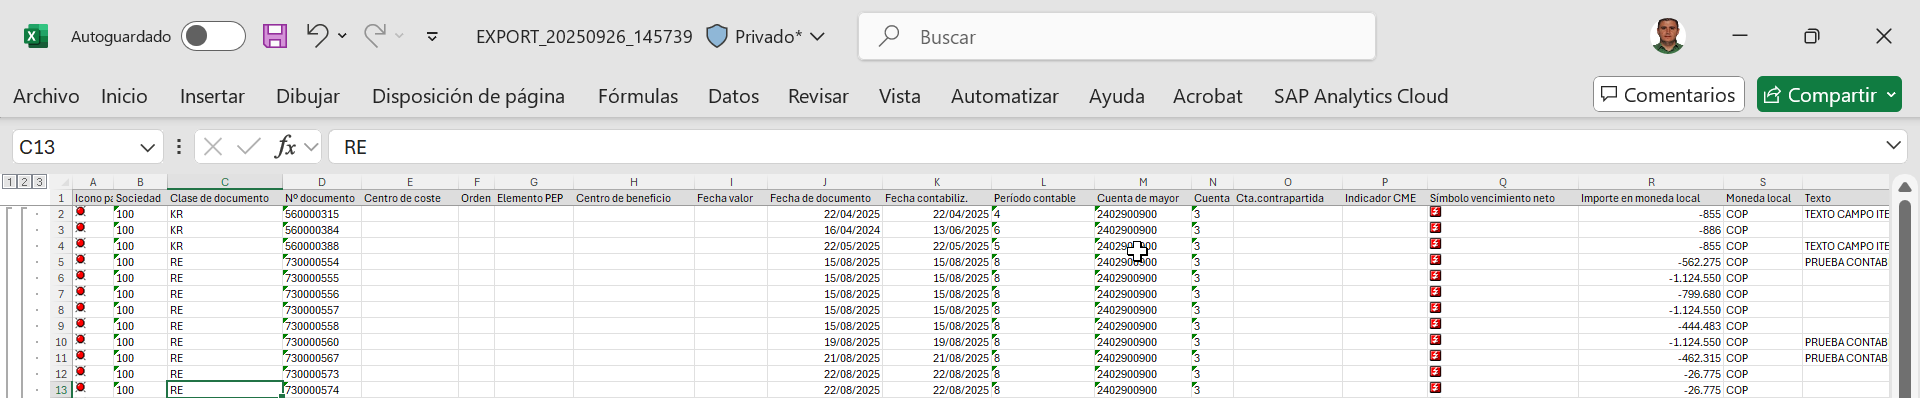 Autoguardado EXPORT_20250926_145739 Privado* Buscar
Archivo Inicio Insertar Dibujar Disposición de página Fórmulas Datos Revisar Vista Automatizar Ayuda Acrobat SAP Analytics Cloud Comentarios Compartir
C13 fx RE
1 2 3 A B C D E F G H I J K L M N O P Q R S
1 Icono pa Sociedad Clase de documento Nº documento Centro de coste Orden Elemento PEP Centro de beneficio Fecha valor Fecha de documento Fecha contabiliz. Período contable Cuenta de mayor Cuenta Cta.contrapartida Indicador CME Símbolo vencimiento neto Importe en moneda local Moneda local Texto
2 100 KR 560000315 22/04/2025 22/04/2025 4 2402900900 3 -855 COP TEXTO CAMPO ITE
3 100 KR 560000384 16/04/2024 13/06/2025 6 2402900900 3 -886 COP
4 100 KR 560000388 22/05/2025 22/05/2025 5 2402900900 3 -855 COP TEXTO CAMPO ITE
5 100 RE 730000554 15/08/2025 15/08/2025 8 2402900900 3 -562.275 COP PRUEBA CONTAB
6 100 RE 730000555 15/08/2025 15/08/2025 8 2402900900 3 -1.124.550 COP
7 100 RE 730000556 15/08/2025 15/08/2025 8 2402900900 3 -799.680 COP
8 100 RE 730000557 15/08/2025 15/08/2025 8 2402900900 3 -1.124.550 COP
9 100 RE 730000558 15/08/2025 15/08/2025 8 2402900900 3 -444.483 COP
10 100 RE 730000560 19/08/2025 19/08/2025 8 2402900900 3 -1.124.550 COP PRUEBA CONTAB
11 100 RE 730000567 21/08/2025 21/08/2025 8 2402900900 3 -462.315 COP PRUEBA CONTAB
12 100 RE 730000573 22/08/2025 22/08/2025 8 2402900900 3 -26.775 COP
13 100 RE 730000574 22/08/2025 22/08/2025 8 2402900900 3 -26.775 COP